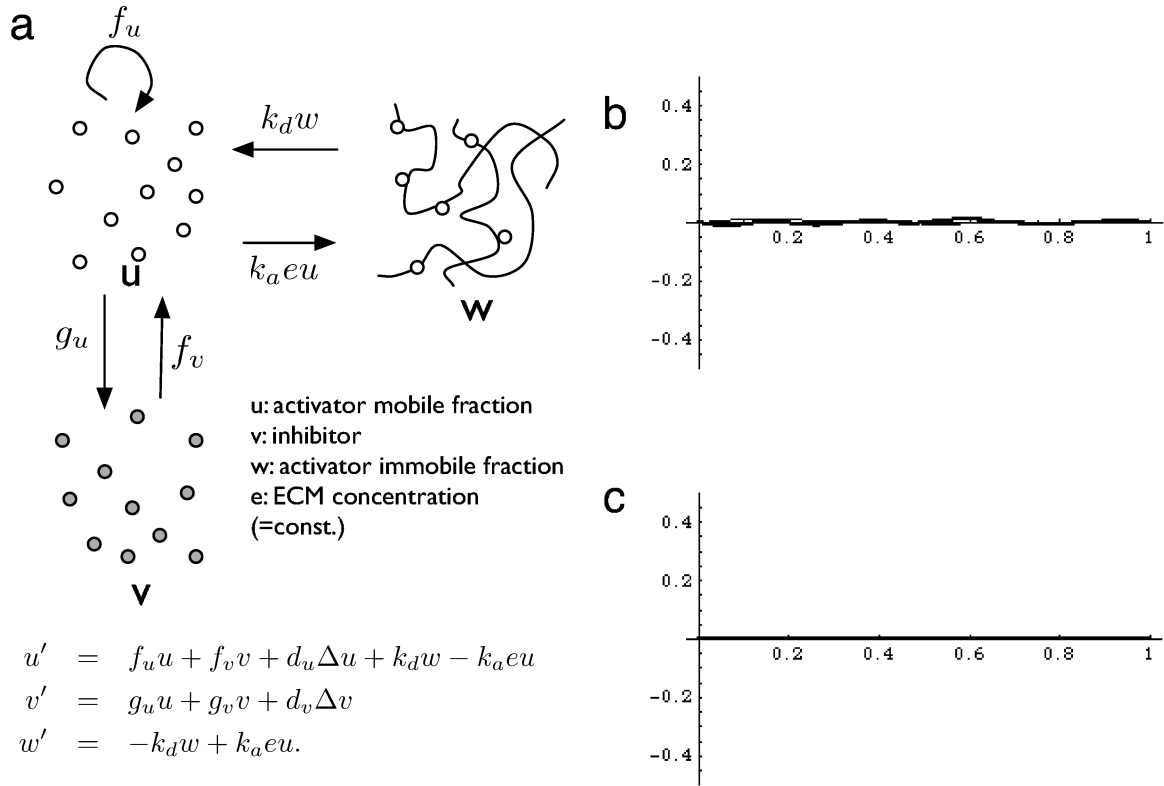 a
f_u
k_d w
k_a e u
u
w
g_u
f_v
v
u: activator mobile fraction
v: inhibitor
w: activator immobile fraction
e: ECM concentration
(=const.)
u′ = f_u u + f_v v + d_u Δu + k_d w − k_a e u
v′ = g_u u + g_v v + d_v Δv
w′ = −k_d w + k_a e u.
b
0.4
0.2
0.2 0.4 0.6 0.8 1
−0.2
−0.4
c
0.4
0.2
0.2 0.4 0.6 0.8 1
−0.2
−0.4